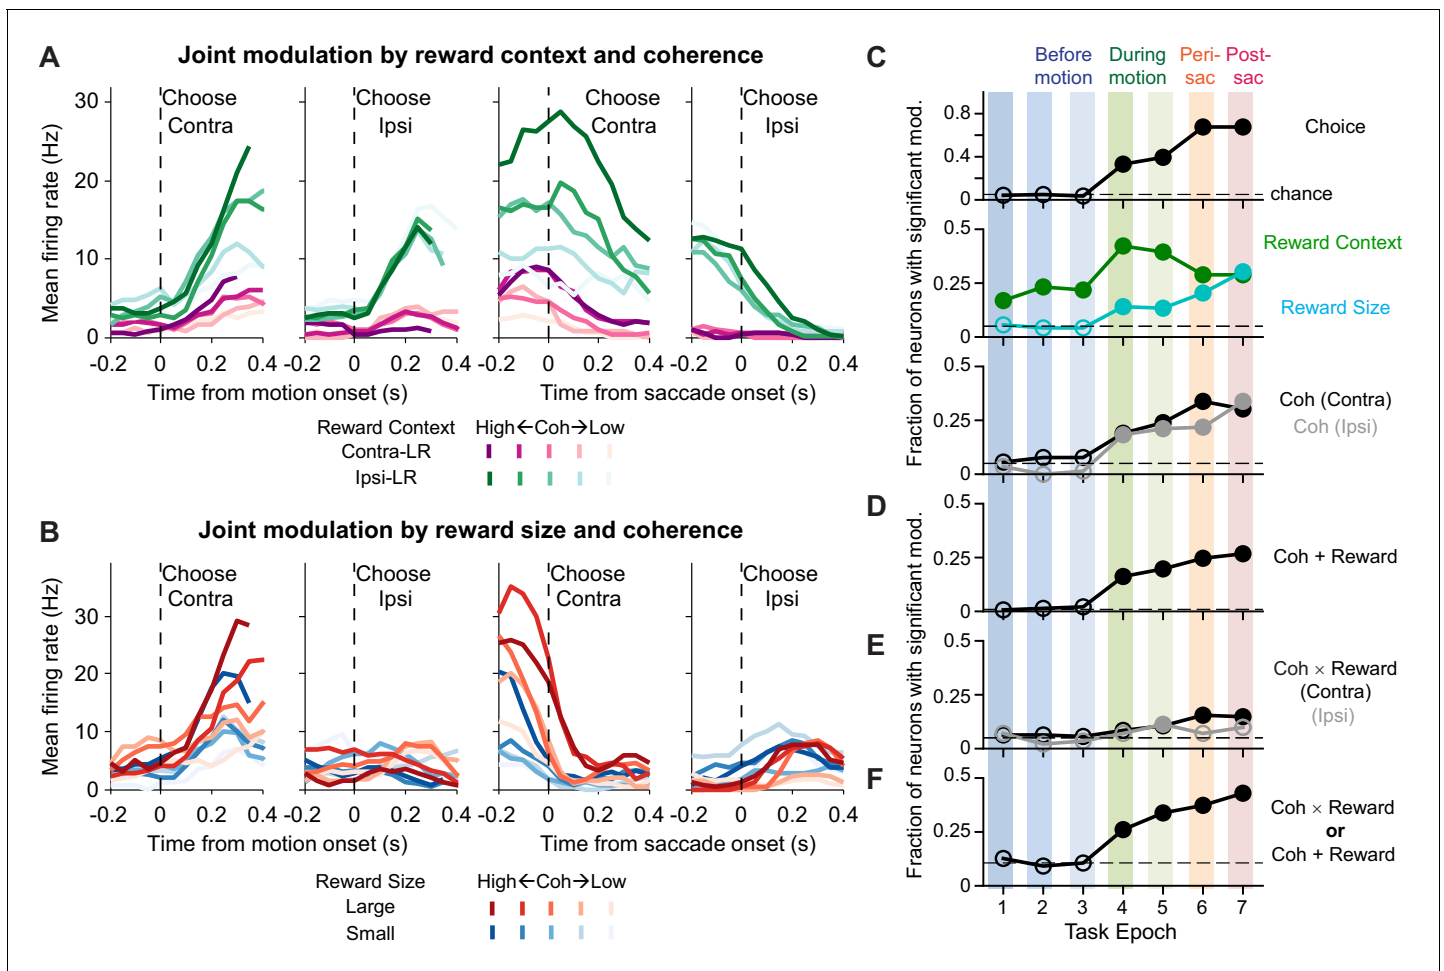 A
Joint modulation by reward context and coherence
Mean firing rate (Hz)
30
20
10
0
Choose
Contra
Choose
Ipsi
Choose
Contra
Choose
Ipsi
-0.2 0 0.2 0.4
-0.2 0 0.2 0.4
-0.2 0 0.2 0.4
-0.2 0 0.2 0.4
Time from motion onset (s)
Time from saccade onset (s)
Reward Context High←Coh→Low
Contra-LR
Ipsi-LR
B
Joint modulation by reward size and coherence
Mean firing rate (Hz)
30
20
10
0
Choose
Contra
Choose
Ipsi
Choose
Contra
Choose
Ipsi
-0.2 0 0.2 0.4
-0.2 0 0.2 0.4
-0.2 0 0.2 0.4
-0.2 0 0.2 0.4
Time from motion onset (s)
Time from saccade onset (s)
Reward Size High←Coh→Low
Large
Small
C
Before
motion
During
motion
Peri-
sac
Post-
sac
Fraction of neurons with significant mod.
0.8
0.4
0
Choice
chance
0.5
0.25
0
Reward Context
Reward Size
0.5
0.25
0
Coh (Contra)
Coh (Ipsi)
D
Fraction of neurons with significant mod.
0.5
0.25
0
Coh + Reward
E
0.5
0.25
0
Coh × Reward
(Contra)
(Ipsi)
F
0.5
0.25
0
Coh × Reward
or
Coh + Reward
1 2 3 4 5 6 7
Task Epoch